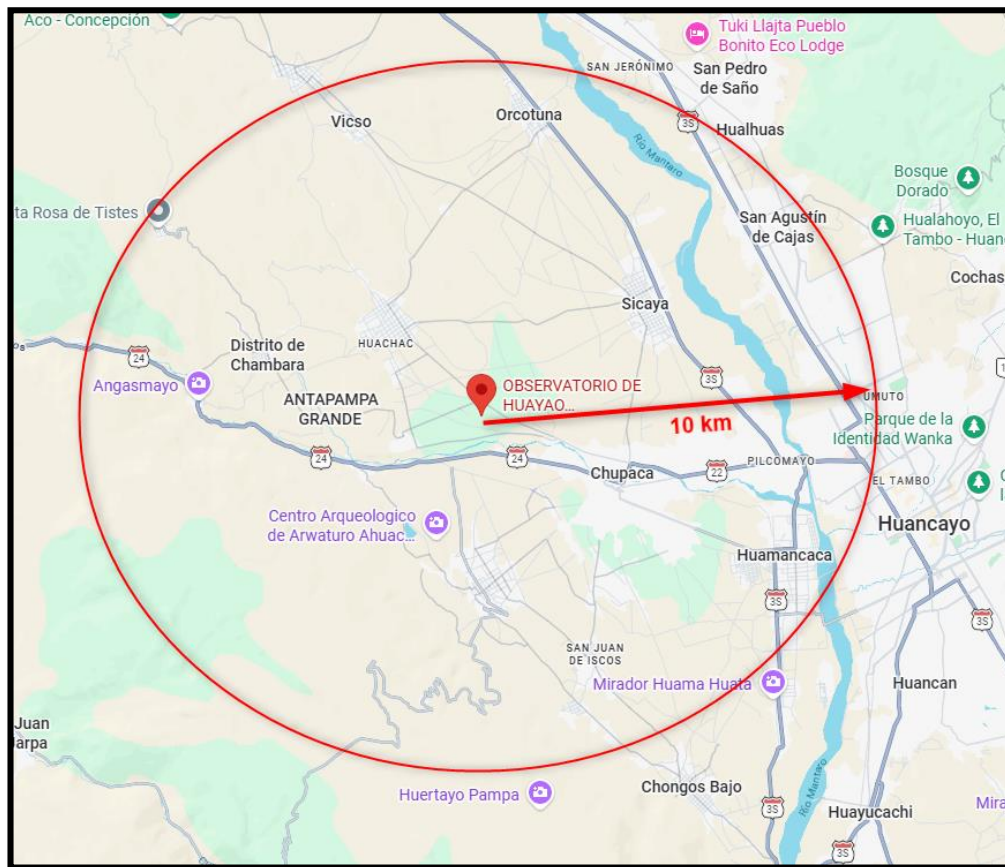 Aco - Concepción
Tuki Llajta Pueblo
Bonito Eco Lodge
SAN JERÓNIMO
San Pedro
de Saño
Vicso
Orcotuna
3S
Hualhuas
Río Mantaro
Bosque
Dorado
ta Rosa de Tistes
San Agustín
de Cajas
Hualahoyo, El
Tambo - Huanc
Cochas
Sicaya
Distrito de
Chambara
HUACHAC
24
Angasmayo
ANTAPAMPA
GRANDE
OBSERVATORIO DE
HUAYAO...
3S
1
UMUTO
10 km
Parque de la
Identidad Wanka
24
24
Chupaca
22
PILCOMAYO
EL TAMBO
Centro Arqueologico
de Arwaturo Ahuac...
Huancayo
Huamancaca
3S
3S
SAN JUAN
DE ISCOS
Mirador Huama Huata
Huancan
Juan
Jarpa
Huertayo Pampa
Chongos Bajo
Río Mantaro
Mira
3S
Huayucachi
3S